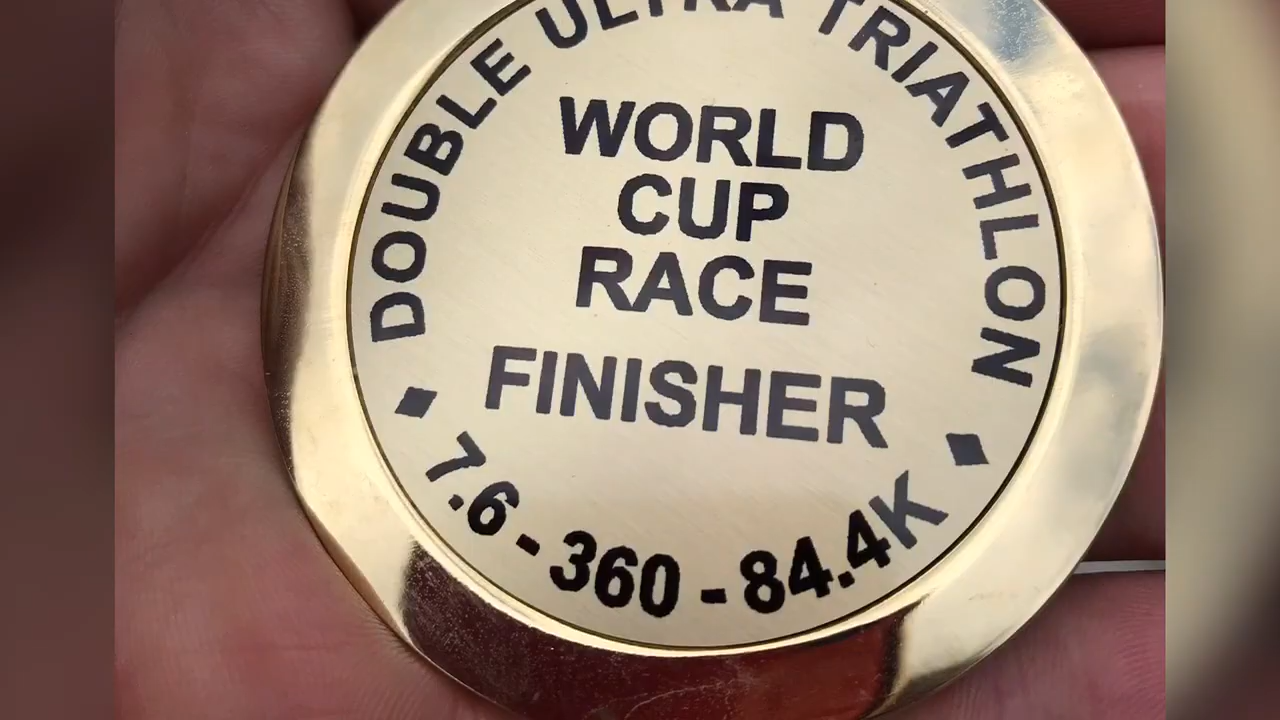 DOUBLE ULTRA TRIATHLON
WORLD
CUP
RACE
FINISHER
7.6 - 360 - 84.4K